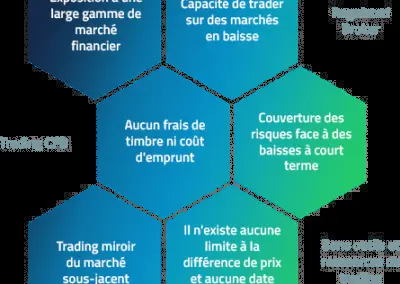 Exposition à une
large gamme de
marché
financier
Capacité de trader
sur des marchés
en baisse
Aucun frais de
timbre ni coût
d'emprunt
Couverture des
risques face à des
baisses à court
terme
Trading CFD
Trading miroir
du marché
sous-jacent
Il n'existe aucune
limite à la
différence de prix
et aucune date